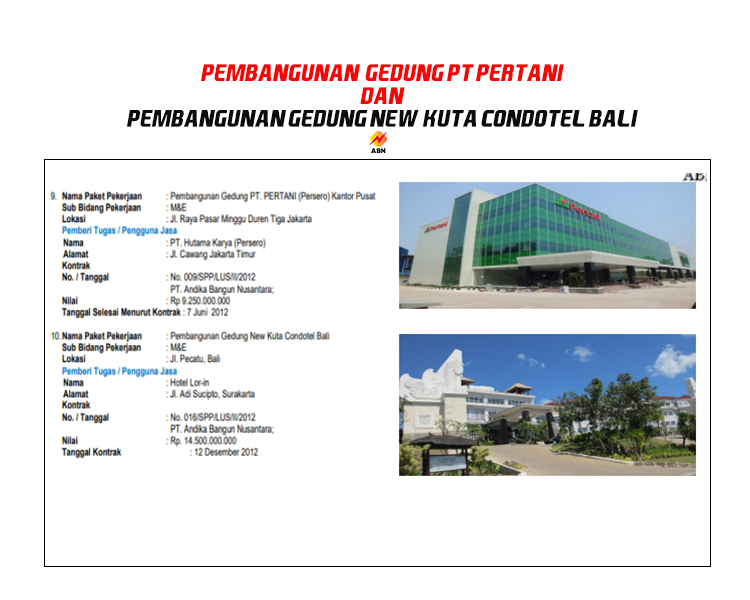 PEMBANGUNAN GEDUNG PT PERTANI
DAN
PEMBANGUNAN GEDUNG NEW KUTA CONDOTEL BALI
ABN
9. Nama Paket Pekerjaan : Pembangunan Gedung PT. PERTANI (Persero) Kantor Pusat
Sub Bidang Pekerjaan : M&E
Lokasi : Jl. Raya Pasar Minggu Duren Tiga Jakarta
Pemberi Tugas / Pengguna Jasa
Nama : PT. Hutama Karya (Persero)
Alamat : Jl. Cawang Jakarta Timur
Kontrak
No. / Tanggal : No. 009/SPP/LUS/II/2012
PT. Andika Bangun Nusantara;
Nilai : Rp 9.250.000.000
Tanggal Selesai Menurut Kontrak : 7 Juni 2012
10. Nama Paket Pekerjaan : Pembangunan Gedung New Kuta Condotel Bali
Sub Bidang Pekerjaan : M&E
Lokasi : Jl. Pecatu, Bali
Pemberi Tugas / Pengguna Jasa
Nama : Hotel Lor-in
Alamat : Jl. Adi Sucipto, Surakarta
Kontrak
No. / Tanggal : No. 016/SPP/LUS/II/2012
PT. Andika Bangun Nusantara;
Nilai : Rp. 14.500.000.000
Tanggal Kontrak : 12 Desember 2012
Pertani
Pertani